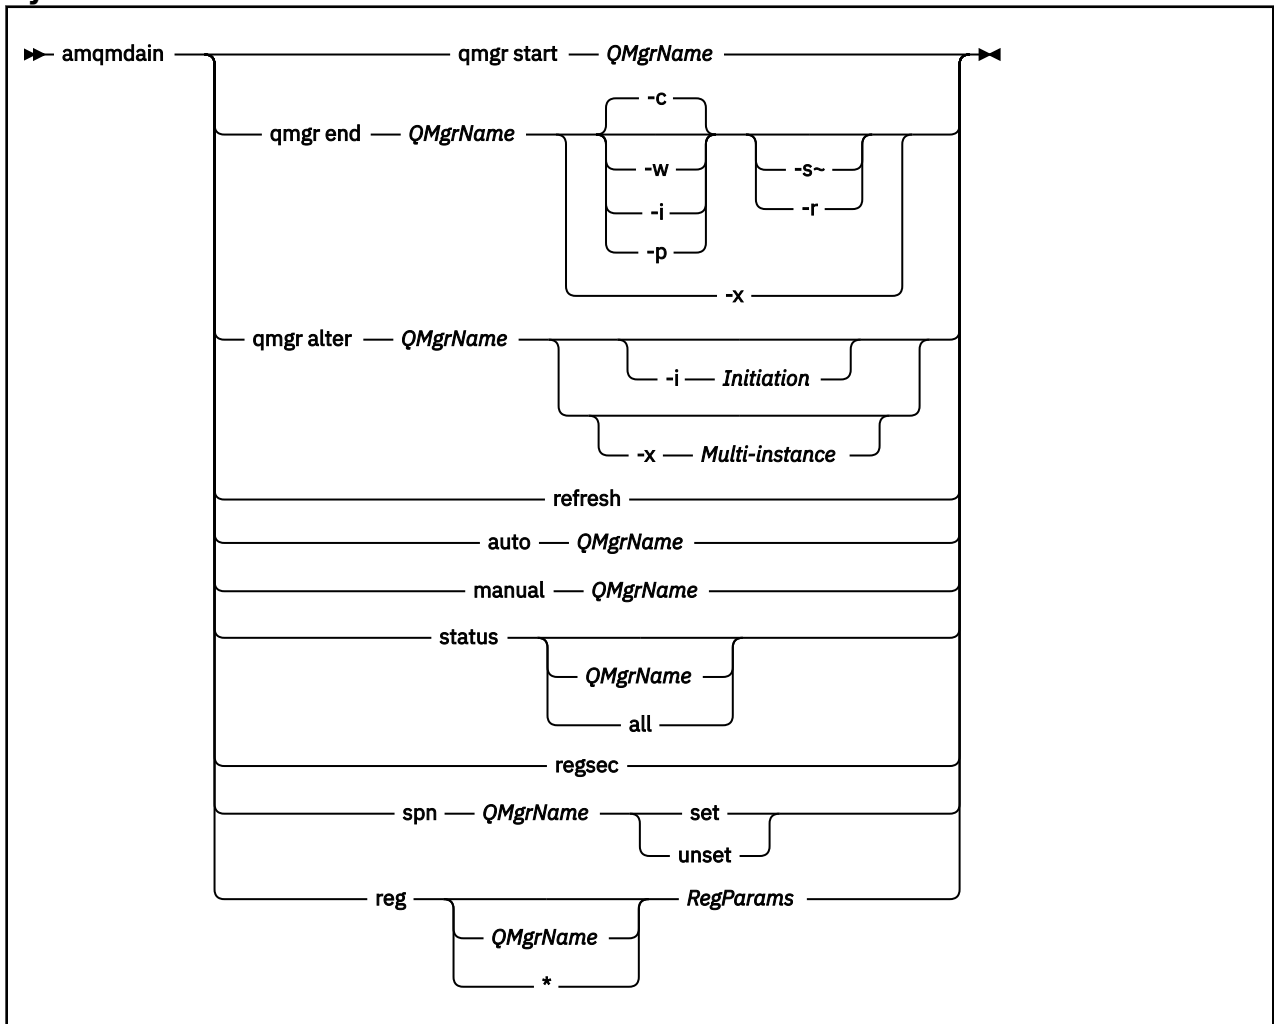 amqmdain qmgr start QMgrName
-c
qmgr end QMgrName
-w -s~
-i -r
-p
-x
qmgr alter QMgrName
-i Initiation
-x Multi-instance
refresh
auto QMgrName
manual QMgrName
status
QMgrName
all
regsec
spn QMgrName set
unset
reg RegParams
QMgrName
*